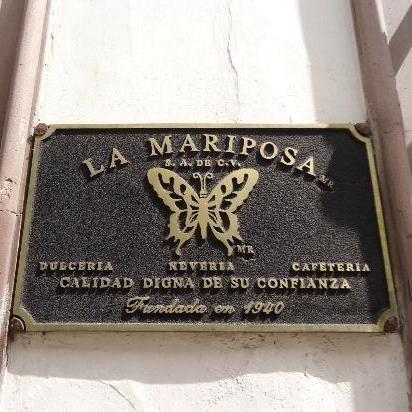 LA MARIPOSA MR
S. A. DE C.V.
MR
DULCERIA NEVERIA CAFETERIA
CALIDAD DIGNA DE SU CONFIANZA
Fundada en 1940